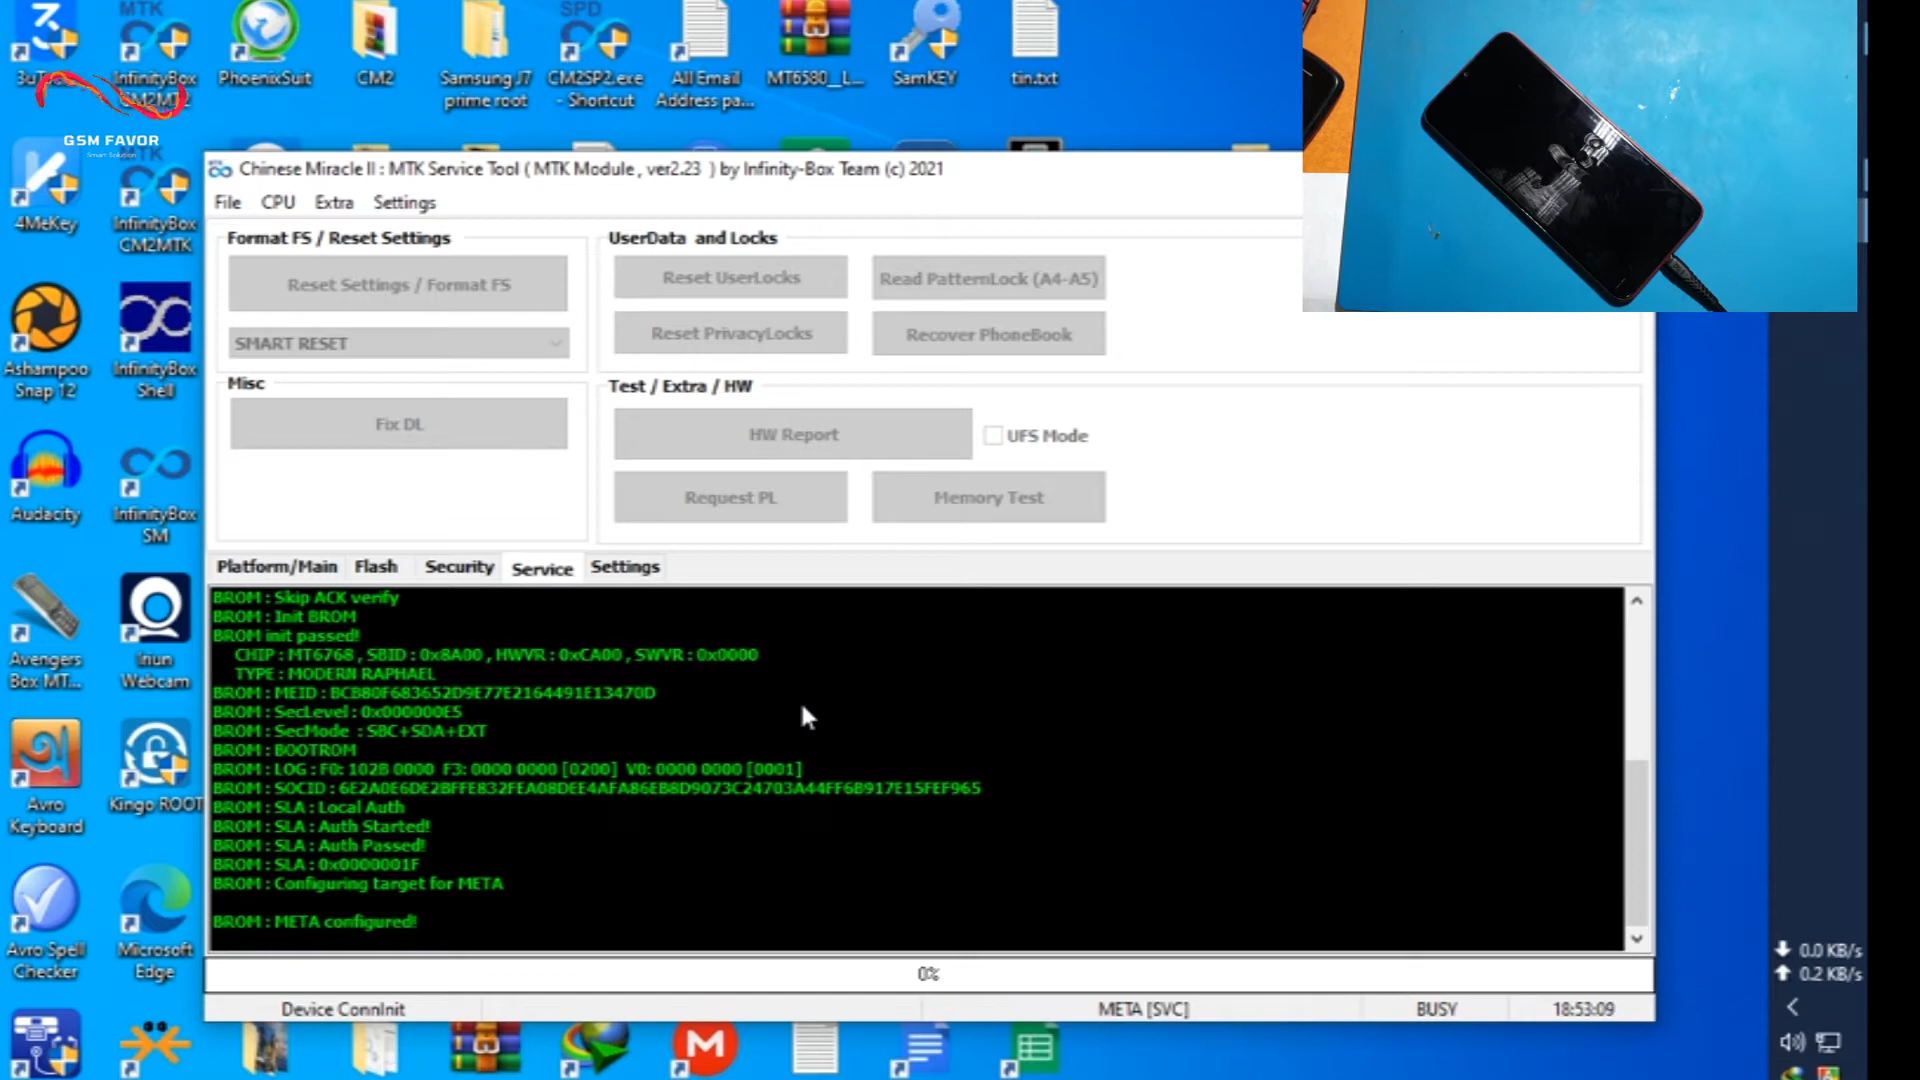 3uT
MTK
InfinityBox
CM2MT2
PhoenixSuit
CM2
Samsung J7
prime root
SPD
CM2SP2.exe
- Shortcut
All Email
Address pa...
MT6580__L...
SamKEY
tin.txt
GSM FAVOR
Smart Solution
4MeKey
MTK
InfinityBox
CM2MTK
Ashampoo
Snap 12
InfinityBox
Shell
Audacity
InfinityBox
SM
Avengers
Box MT...
Iriun
Webcam
Avro
Keyboard
Kingo ROOT
Avro Spell
Checker
Microsoft
Edge
Chinese Miracle II : MTK Service Tool ( MTK Module , ver2.23 ) by Infinity-Box Team (c) 2021
File CPU Extra Settings
Format FS / Reset Settings
Reset Settings / Format FS
SMART RESET
Misc
Fix DL
UserData and Locks
Reset UserLocks
Read PatternLock (A4-A5)
Reset PrivacyLocks
Recover PhoneBook
Test / Extra / HW
HW Report
UFS Mode
Request PL
Memory Test
Platform/Main Flash Security Service Settings
BROM : Skip ACK verify
BROM : Init BROM
BROM init passed!
CHIP : MT6768 , SBID : 0x8A00 , HWVR : 0xCA00 , SWVR : 0x0000
TYPE : MODERN RAPHAEL
BROM : MEID : BCB80F683652D9E77E2164491E13470D
BROM : SecLevel : 0x000000E5
BROM : SecMode : SBC+SDA+EXT
BROM : BOOTROM
BROM : LOG : F0: 102B 0000 F3: 0000 0000 [0200] V0: 0000 0000 [0001]
BROM : SOCID : 6E2A0E6DE2BFFE832FEA08DEE4AFA86EB8D9073C24703A44FF6B917E15FEF965
BROM : SLA : Local Auth
BROM : SLA : Auth Started!
BROM : SLA : Auth Passed!
BROM : SLA : 0x0000001F
BROM : Configuring target for META
BROM : META configured!
0%
Device ConnInit
META [SVC]
BUSY
18:53:09
0.0 KB/s
0.2 KB/s